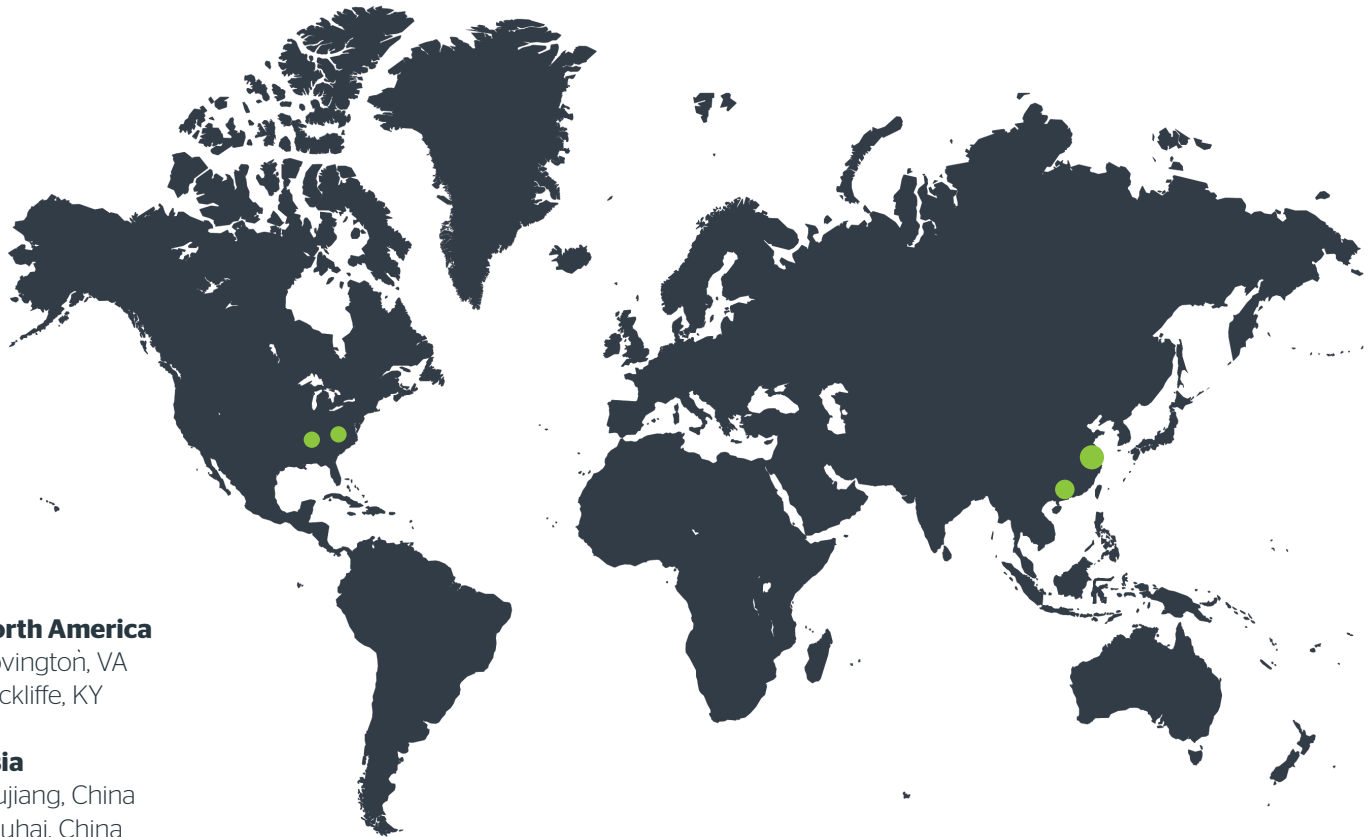 orth America
ovington, VA
ckliffe, KY
sia
ujiang, China
uhai, China